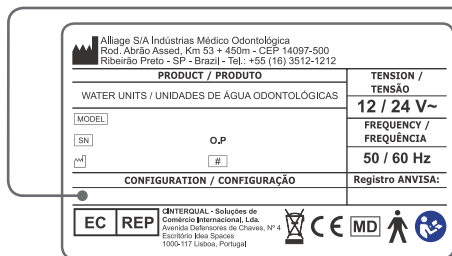 Alliage S/A Indústrias Médico Odontológica
Rod. Abrão Assed, Km 53 + 450m - CEP 14097-500
Ribeirão Preto - SP - Brazil - Tel.: +55 (16) 3512-1212
PRODUCT / PRODUTO
WATER UNITS / UNIDADES DE ÁGUA ODONTOLÓGICAS
MODEL
SN O.P
#
TENSION /
TENSÃO
12 / 24 V~
FREQUENCY /
FREQUÊNCIA
50 / 60 Hz
CONFIGURATION / CONFIGURAÇÃO
Registro ANVISA:
EC REP
CINTERQUAL - Soluções de
Comércio Internacional, Lda.
Avenida Defensores de Chaves, Nº 4
Escritório Idea Spaces
1000-117 Lisboa, Portugal
CE
MD